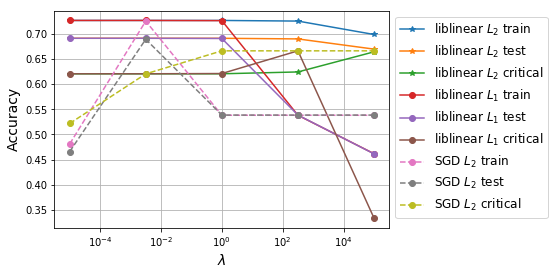 0.70
0.65
0.60
0.55
0.50
0.45
0.40
0.35
Accuracy
10⁻⁴
10⁻²
10⁰
10²
10⁴
λ
liblinear L₂ train
liblinear L₂ test
liblinear L₂ critical
liblinear L₁ train
liblinear L₁ test
liblinear L₁ critical
SGD L₂ train
SGD L₂ test
SGD L₂ critical